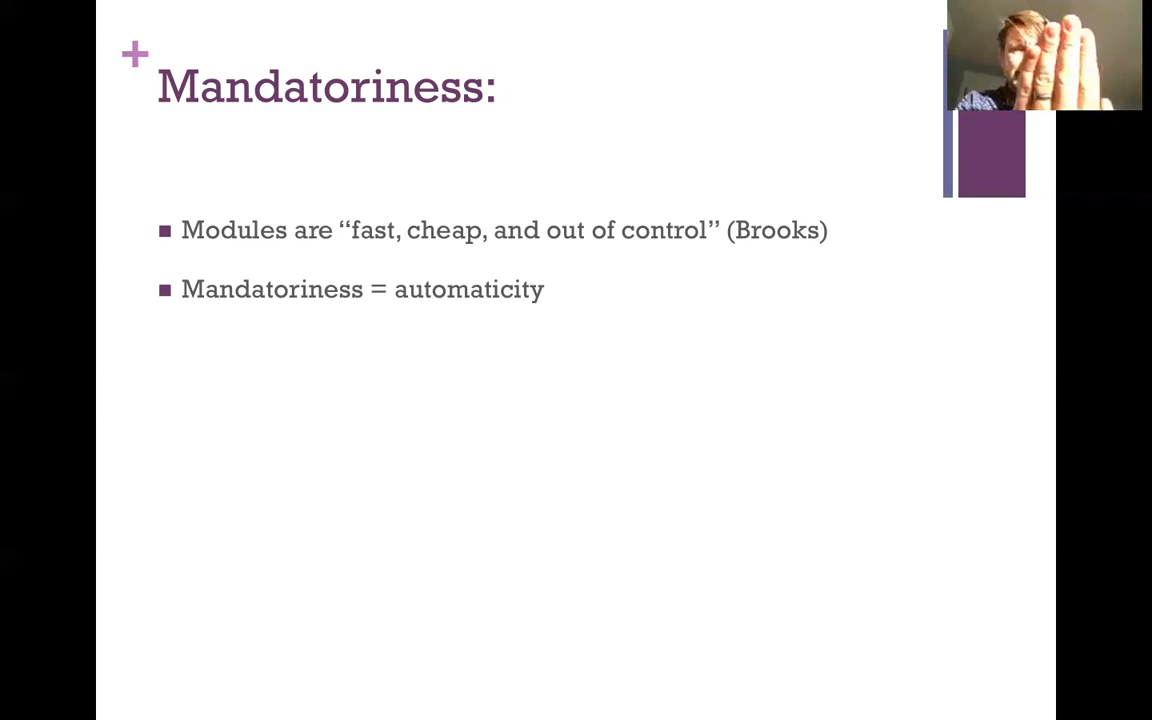 +
Mandatoriness:
Modules are “fast, cheap, and out of control” (Brooks)
Mandatoriness = automaticity